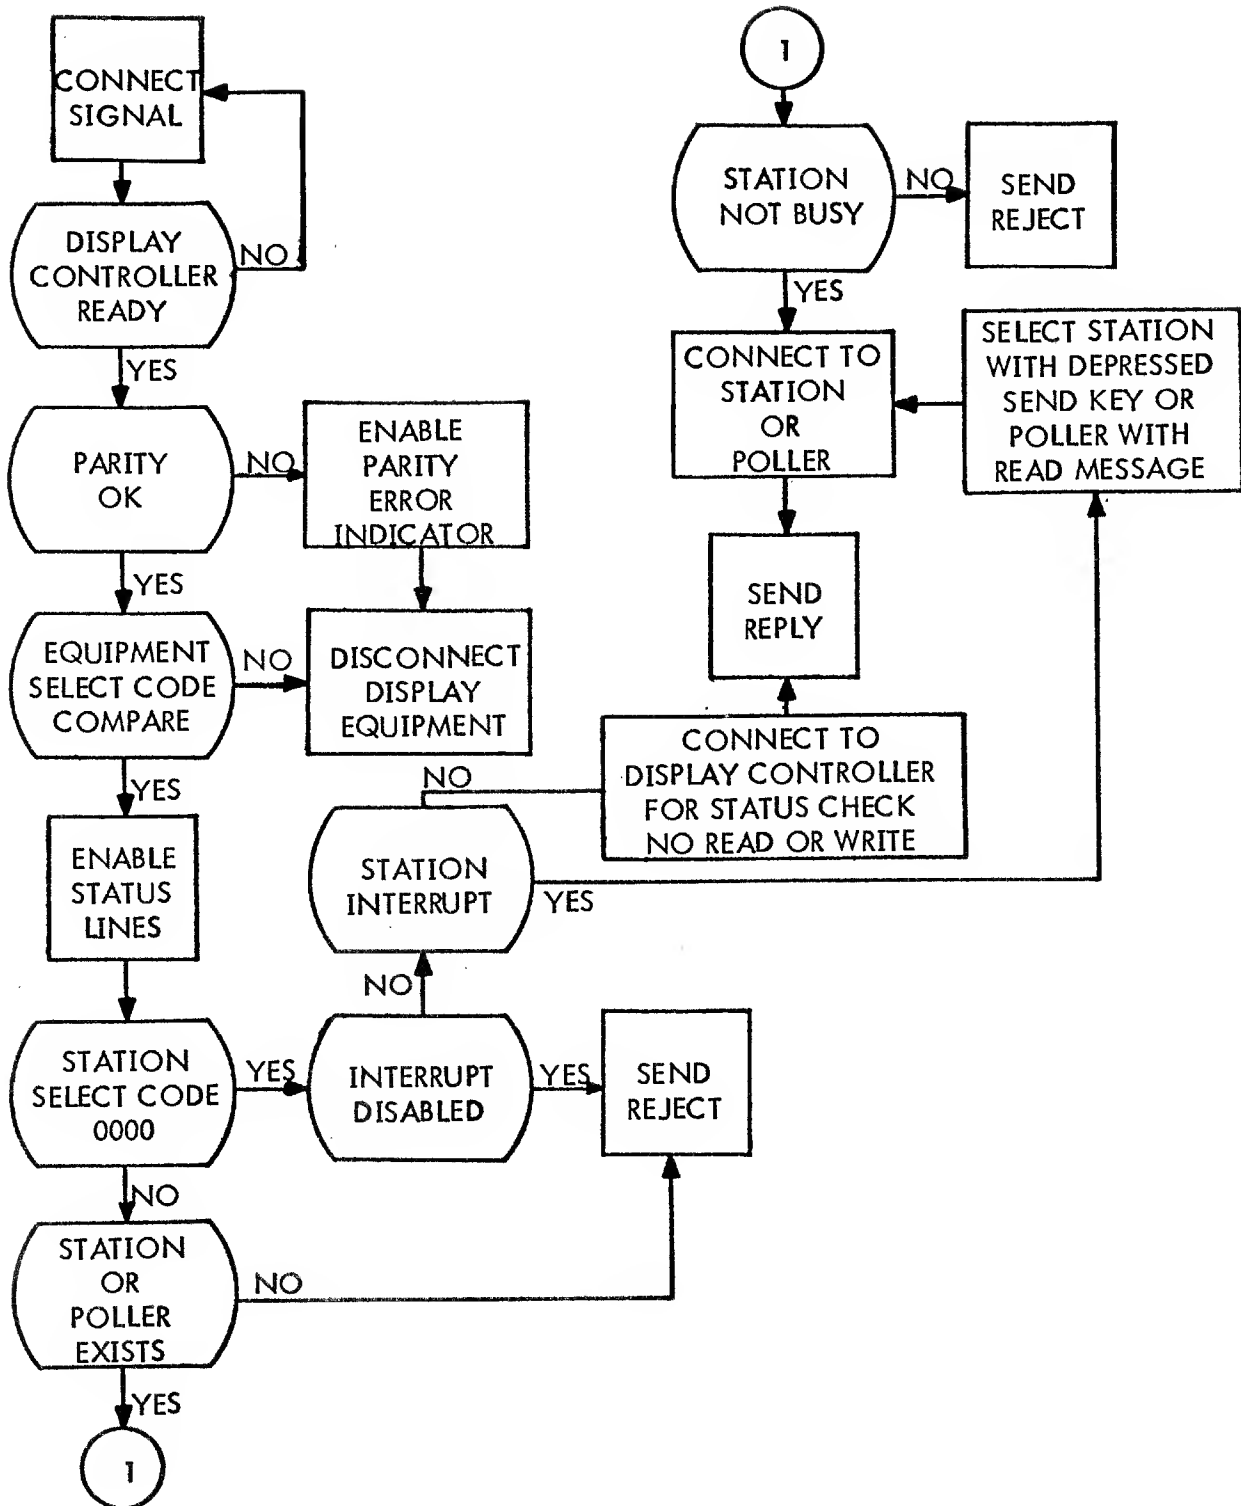 CONNECT
SIGNAL
DISPLAY
CONTROLLER
READY
NO
YES
PARITY
OK
NO
ENABLE
PARITY
ERROR
INDICATOR
YES
EQUIPMENT
SELECT CODE
COMPARE
NO
DISCONNECT
DISPLAY
EQUIPMENT
YES
ENABLE
STATUS
LINES
STATION
SELECT CODE
0000
YES
INTERRUPT
DISABLED
YES
SEND
REJECT
NO
STATION
INTERRUPT
NO
YES
NO
STATION
OR
POLLER
EXISTS
NO
YES
1
1
STATION
NOT BUSY
NO
SEND
REJECT
YES
CONNECT TO
STATION
OR
POLLER
SELECT STATION
WITH DEPRESSED
SEND KEY OR
POLLER WITH
READ MESSAGE
SEND
REPLY
CONNECT TO
DISPLAY CONTROLLER
FOR STATUS CHECK
NO READ OR WRITE